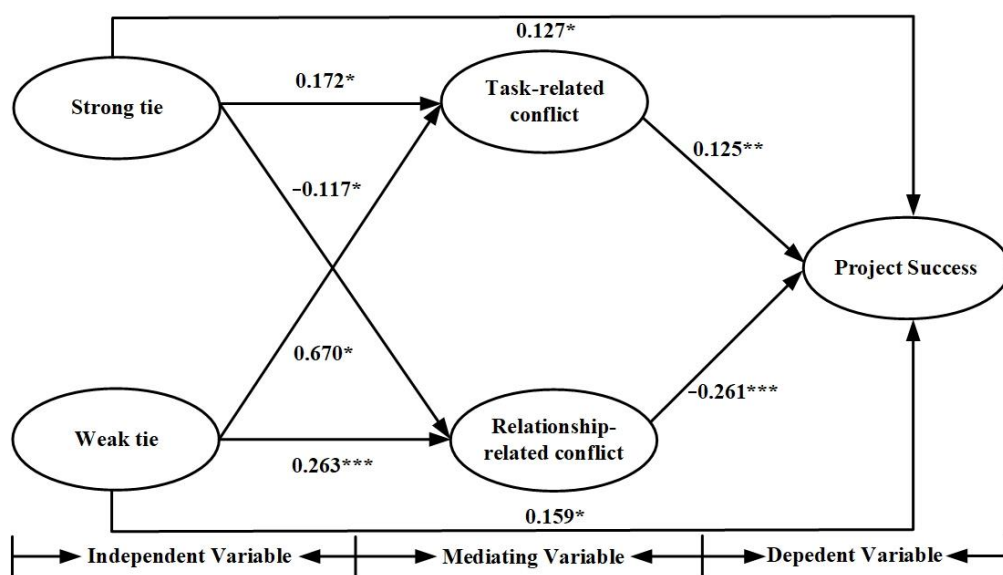 0.127*
Strong tie
0.172*
Task-related
conflict
0.125**
−0.117*
Project Success
0.670*
−0.261***
Weak tie
Relationship-
related conflict
0.263***
0.159*
Independent Variable
Mediating Variable
Depedent Variable